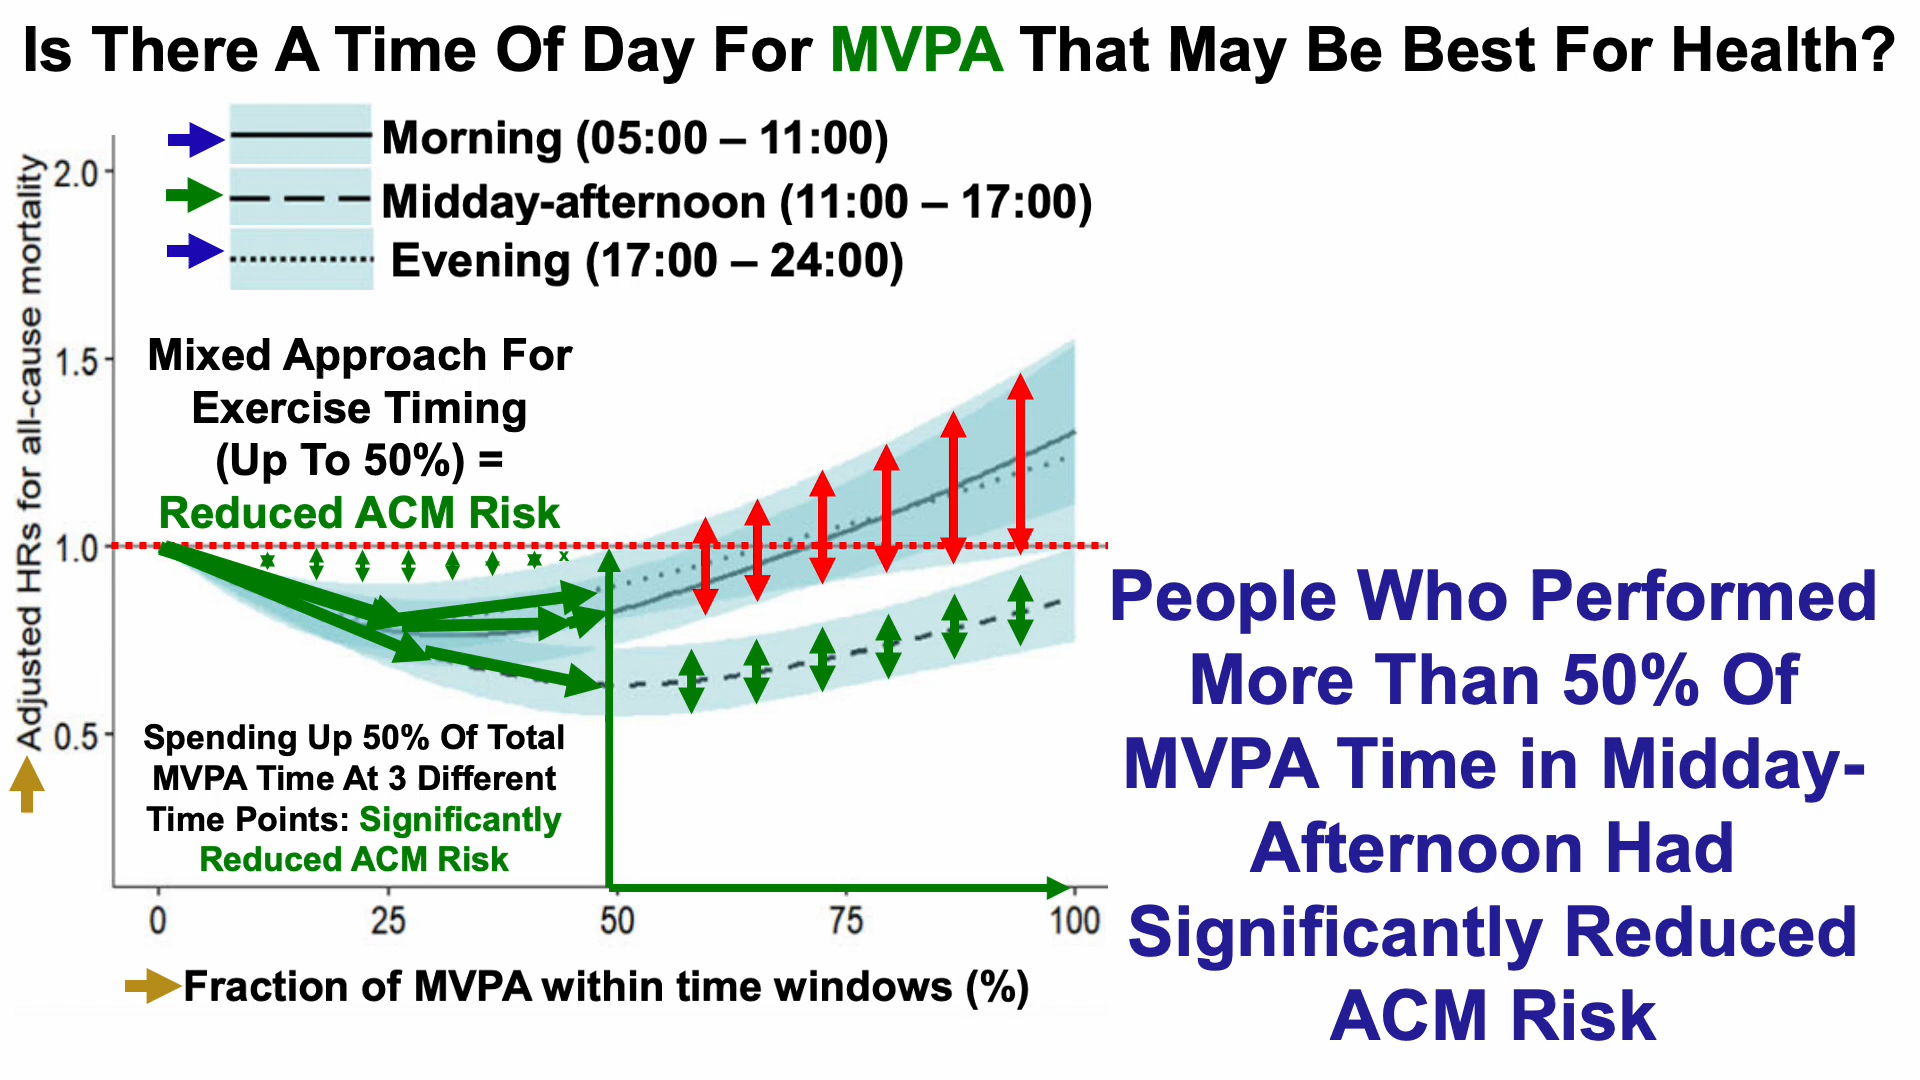 Is There A Time Of Day For MVPA That May Be Best For Health?
Morning (05:00 – 11:00)
Midday-afternoon (11:00 – 17:00)
Evening (17:00 – 24:00)
Adjusted HRs for all-cause mortality
2.0
1.5
1.0
0.5
Mixed Approach For
Exercise Timing
(Up To 50%) =
Reduced ACM Risk
x
Spending Up 50% Of Total
MVPA Time At 3 Different
Time Points: Significantly
Reduced ACM Risk
0
25
50
75
100
Fraction of MVPA within time windows (%)
People Who Performed
More Than 50% Of
MVPA Time in Midday-
Afternoon Had
Significantly Reduced
ACM Risk